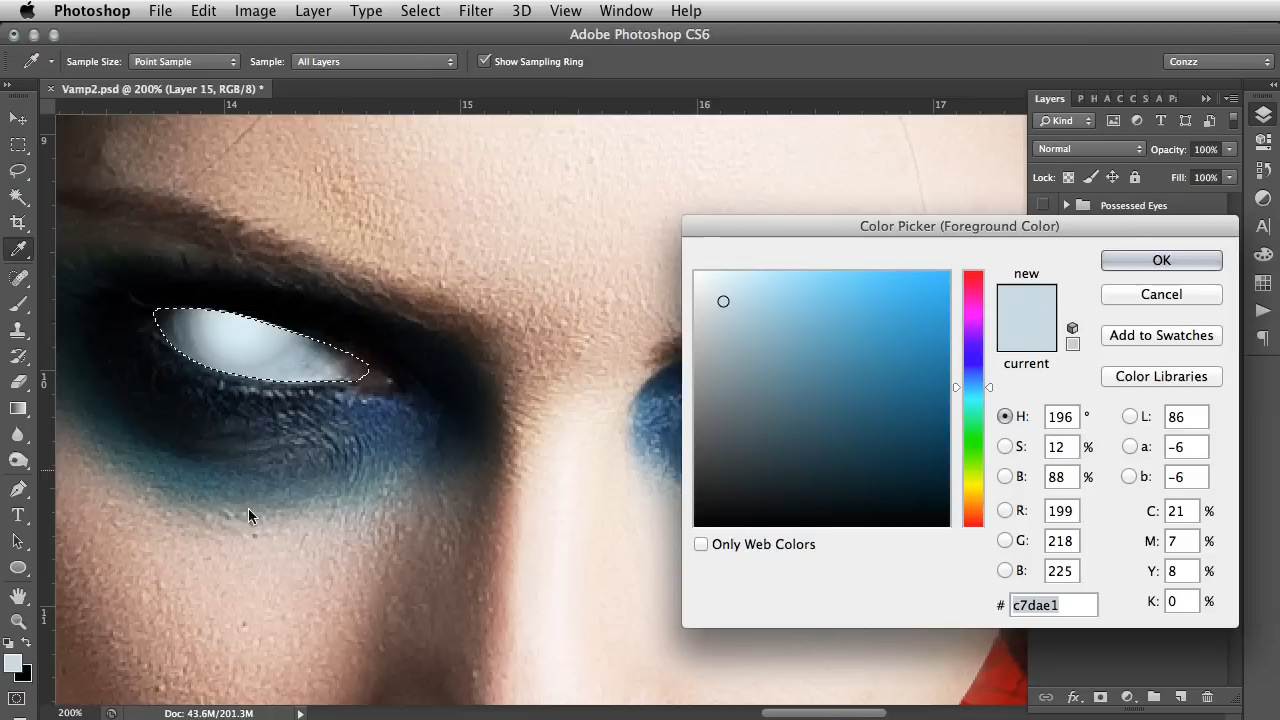 Photoshop File Edit Image Layer Type Select Filter 3D View Window Help
Adobe Photoshop CS6
Sample Size: Point Sample Sample: All Layers Show Sampling Ring Conzz
× Vamp2.psd @ 200% (Layer 15, RGB/8) *
14 15 16 17
9
10
11
Layers P H A C C S A Pi
Kind
Normal Opacity: 100%
Lock: Fill: 100%
Possessed Eyes
Color Picker (Foreground Color)
new
current
OK
Cancel
Add to Swatches
Color Libraries
H: 196 ° L: 86
S: 12 % a: -6
B: 88 % b: -6
R: 199 C: 21 %
G: 218 M: 7 %
B: 225 Y: 8 %
# c7dae1 K: 0 %
Only Web Colors
200% Doc: 43.6M/201.3M